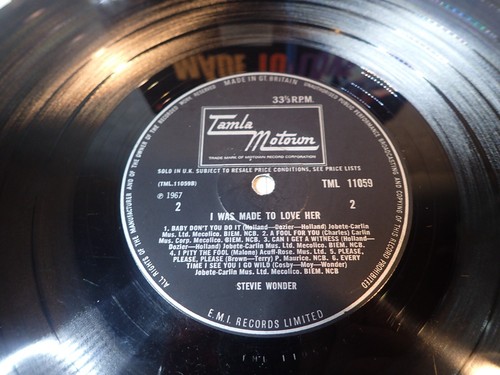 MADE TO
MADE IN GT. BRITAIN
ALL RIGHTS OF THE MANUFACTURER AND OF THE OWNER OF THE RECORDED WORK RESERVED
UNAUTHORISED PUBLIC PERFORMANCE BROADCASTING AND COPYING OF THIS RECORD PROHIBITED
33⅓ R.P.M.
Tamla
Motown
TRADE MARK OF MOTOWN RECORD CORPORATION
SOLD IN U.K. SUBJECT TO RESALE PRICE CONDITIONS, SEE PRICE LISTS
(TML.11059B) TML 11059
℗ 1967
2 2
I WAS MADE TO LOVE HER
1. BABY DON'T YOU DO IT (Holland—Dozier—Holland) Jobete-Carlin
Mus. Ltd. Mecolico. BIEM. NCB. 2. A FOOL FOR YOU (Charles) Carlin
Mus. Corp. Mecolico. BIEM. NCB. 3. CAN I GET A WITNESS (Holland—
Dozier—Holland) Jobete-Carlin Mus. Ltd. Mecolico. BIEM. NCB.
4. I PITY THE FOOL (Malone) Acuff-Rose. Mus. Ltd. 5. PLEASE,
PLEASE, PLEASE (Brown—Terry) P. Maurice. NCB. 6. EVERY
TIME I SEE YOU I GO WILD (Cosby—Moy—Wonder)
Jobete-Carlin Mus. Ltd. Mecolico. BIEM. NCB
STEVIE WONDER
E.M.I. RECORDS LIMITED